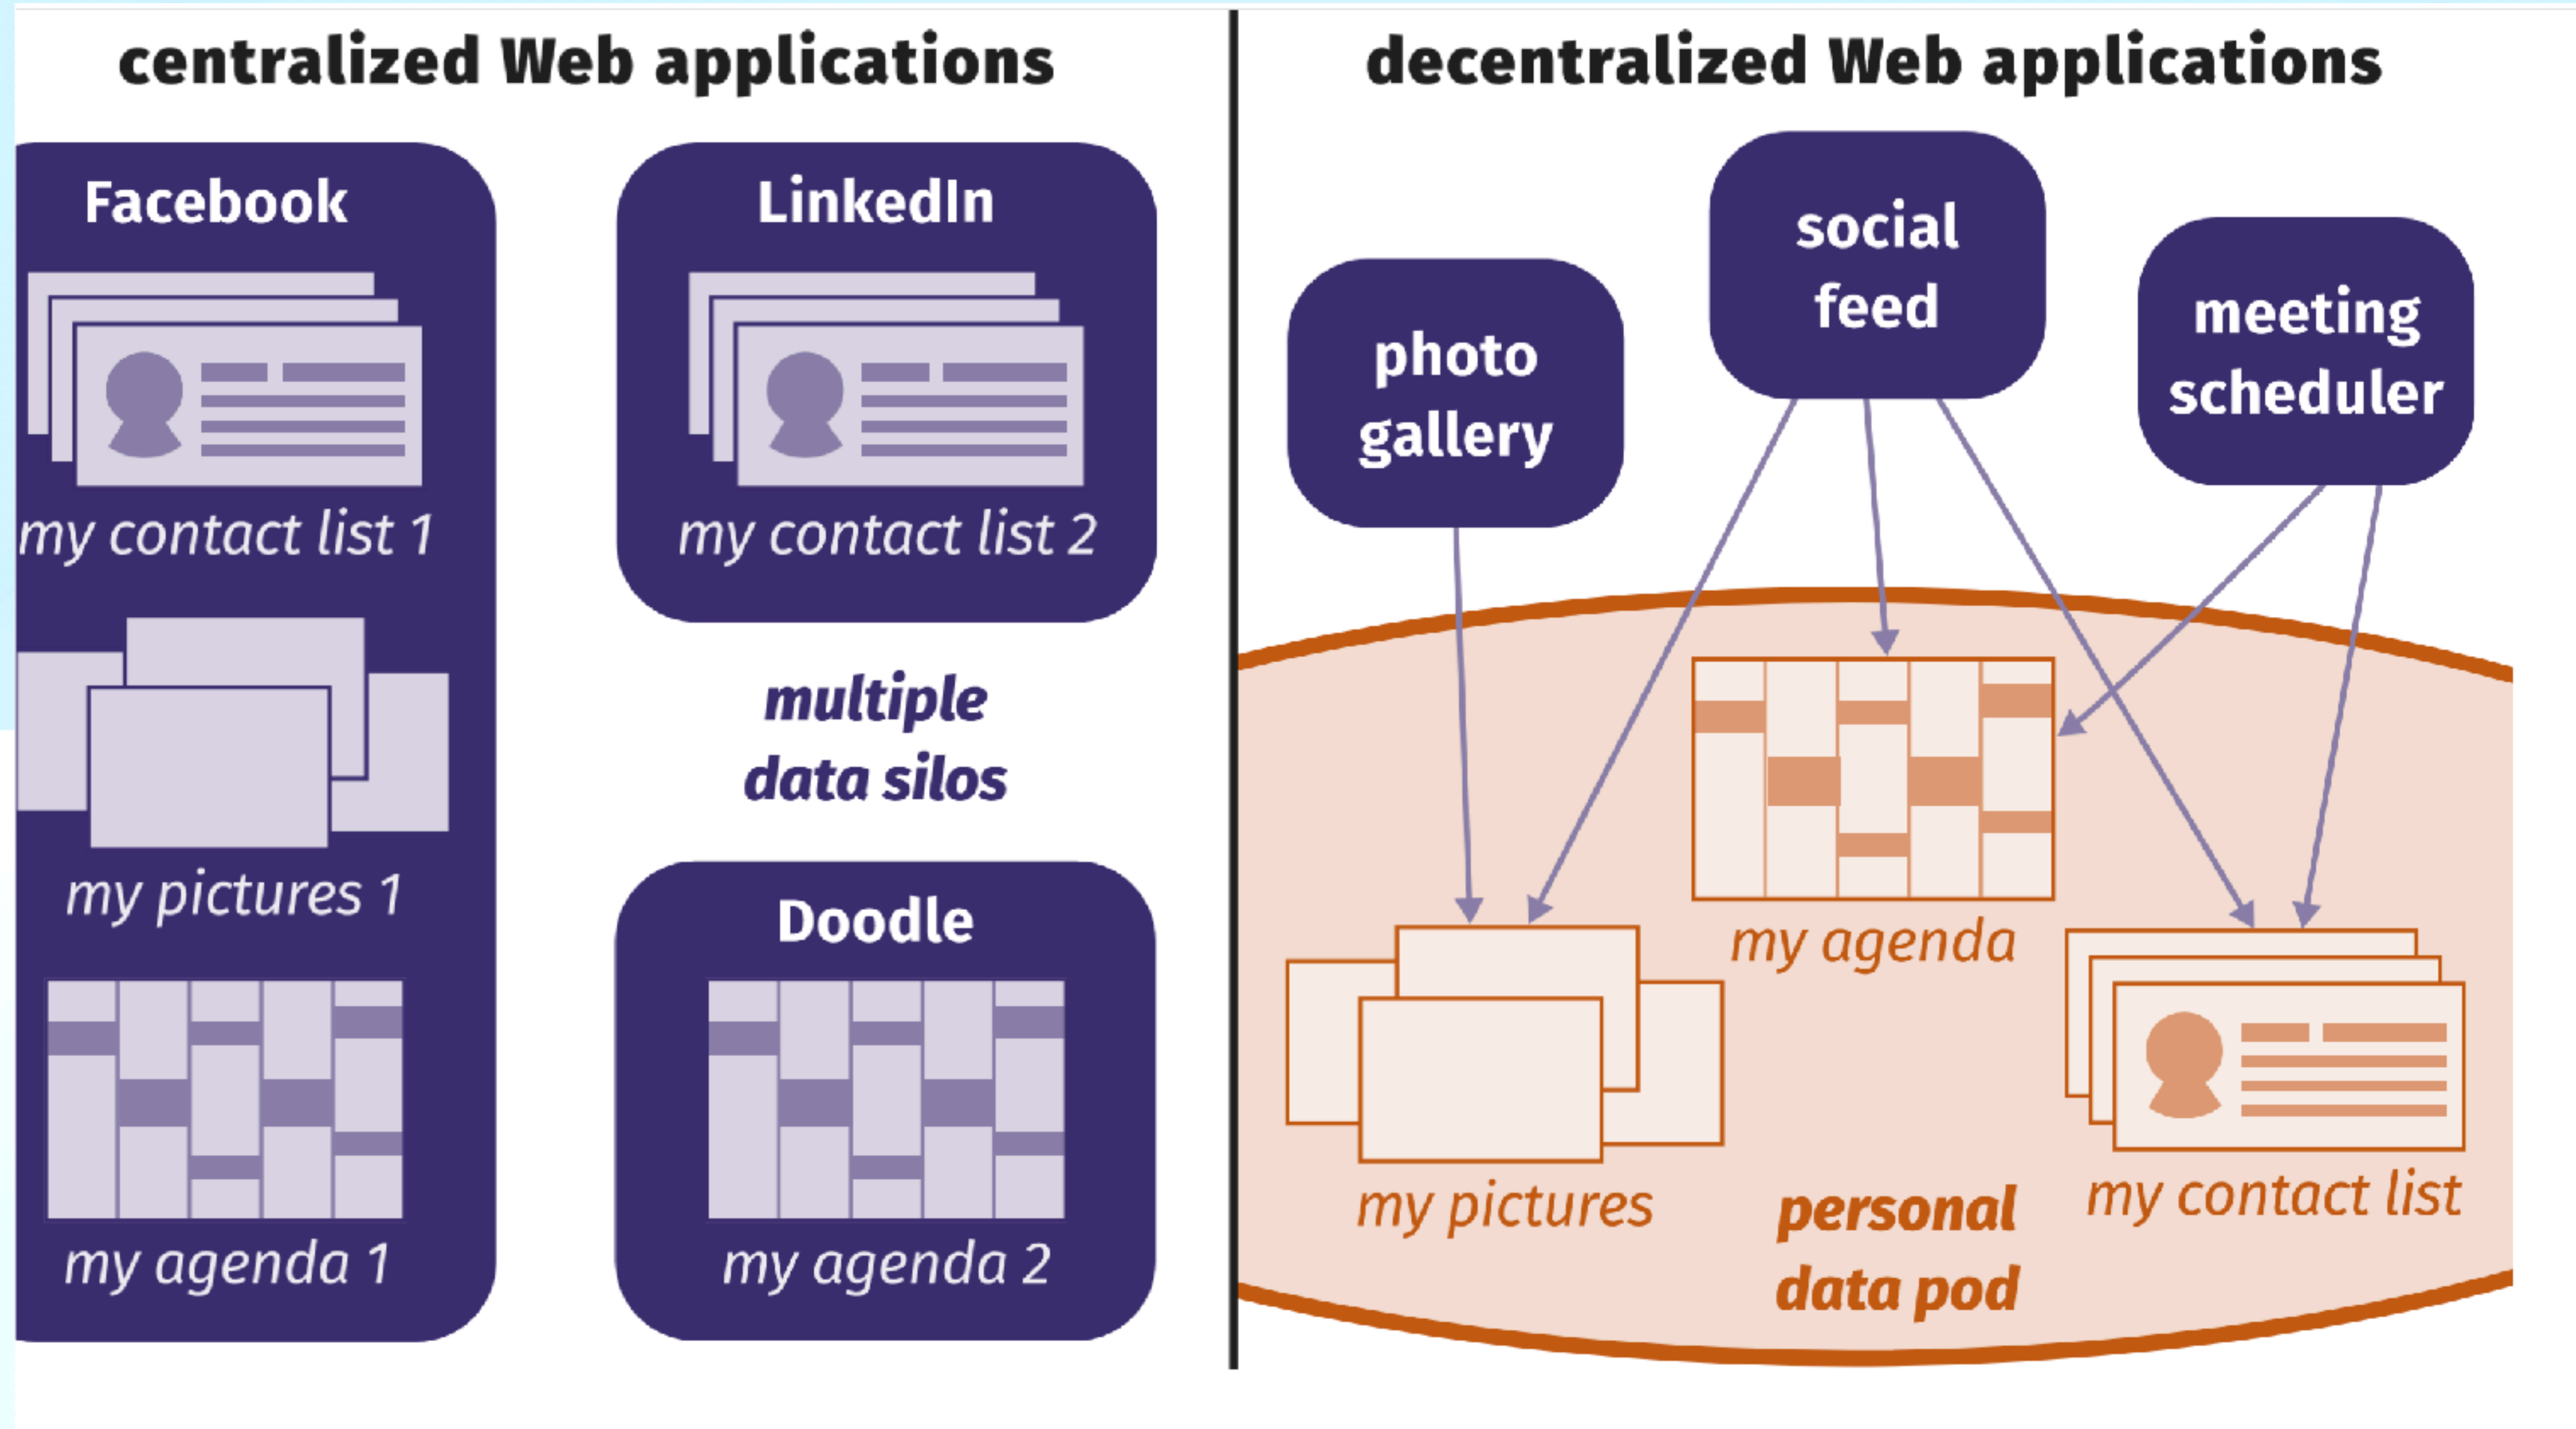 centralized Web applications
Facebook
my contact list 1
my pictures 1
my agenda 1
LinkedIn
my contact list 2
multiple
data silos
Doodle
my agenda 2
decentralized Web applications
photo
gallery
social
feed
meeting
scheduler
my agenda
my pictures
my contact list
personal
data pod